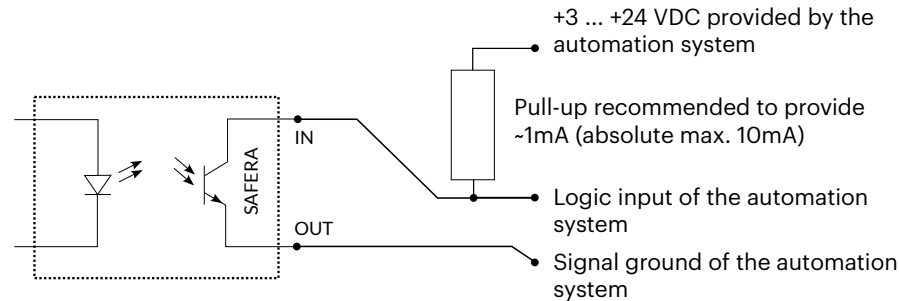 +3 ... +24 VDC provided by the
automation system
Pull-up recommended to provide
~1mA (absolute max. 10mA)
IN
SAFERA
Logic input of the automation
system
OUT
Signal ground of the automation
system